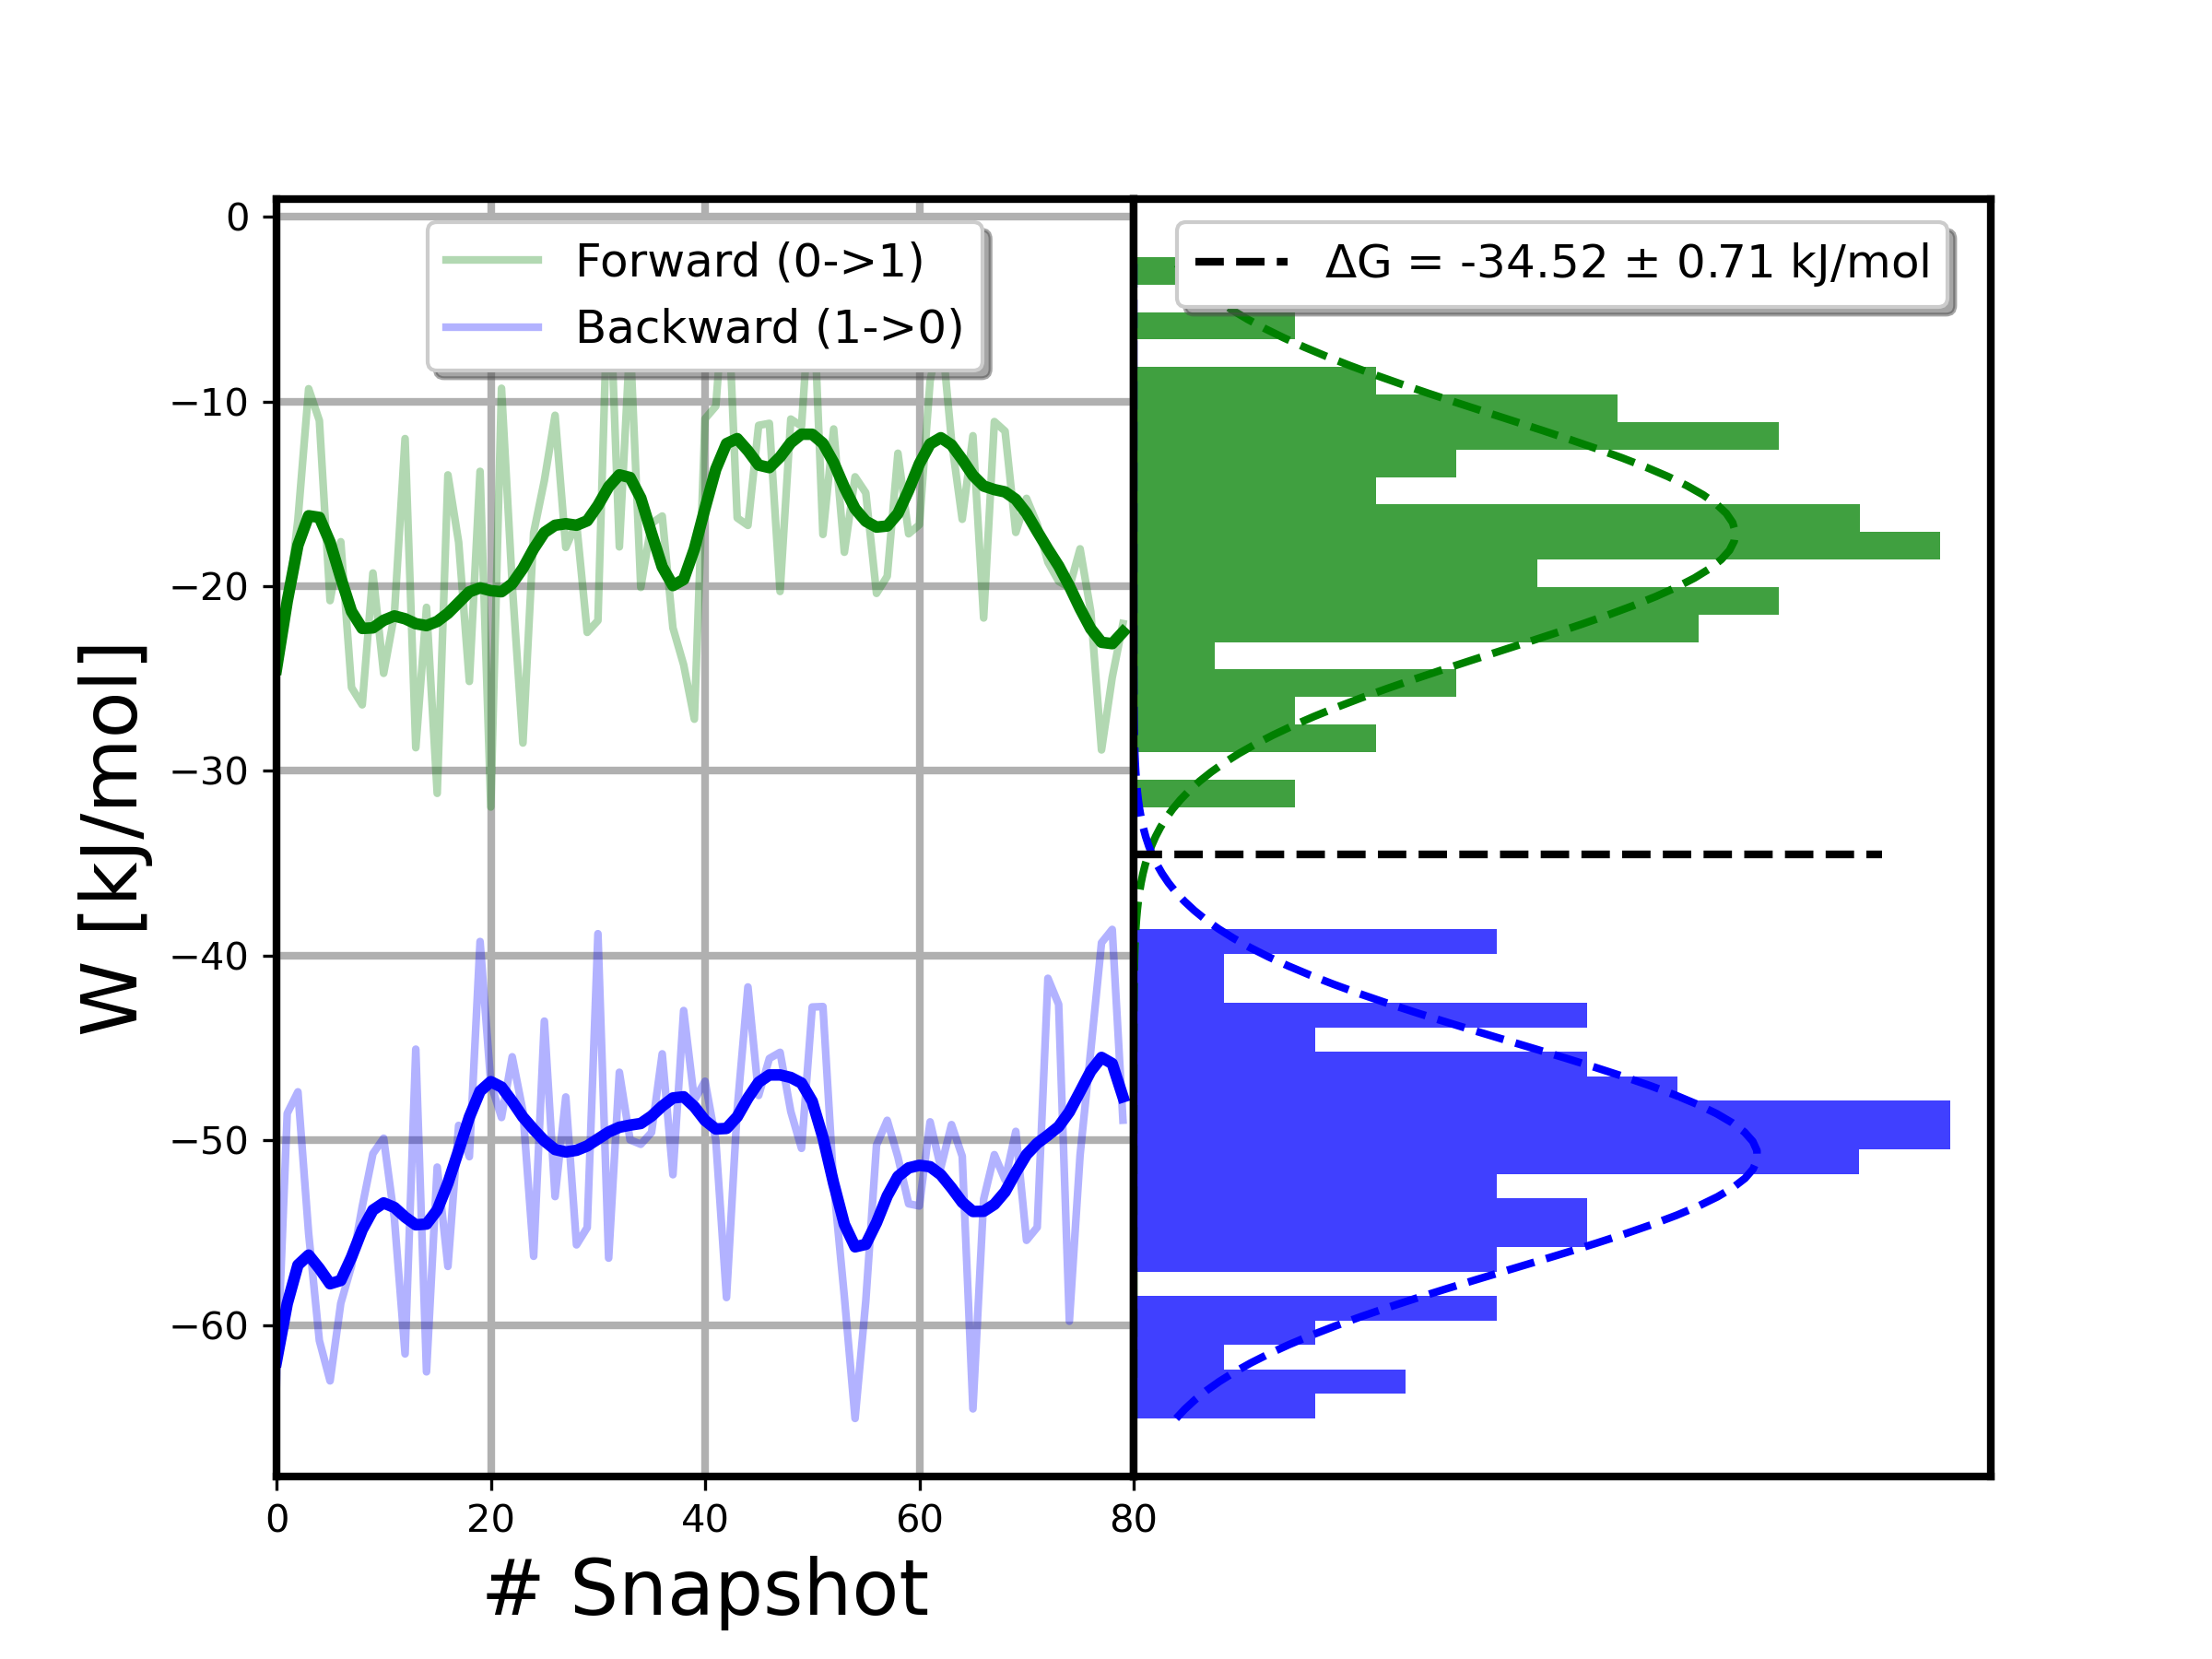 Forward (0->1)
Backward (1->0)
ΔG = -34.52 ± 0.71 kJ/mol
W [kJ/mol]
0
−10
−20
−30
−40
−50
−60
0 20 40 60 80
# Snapshot